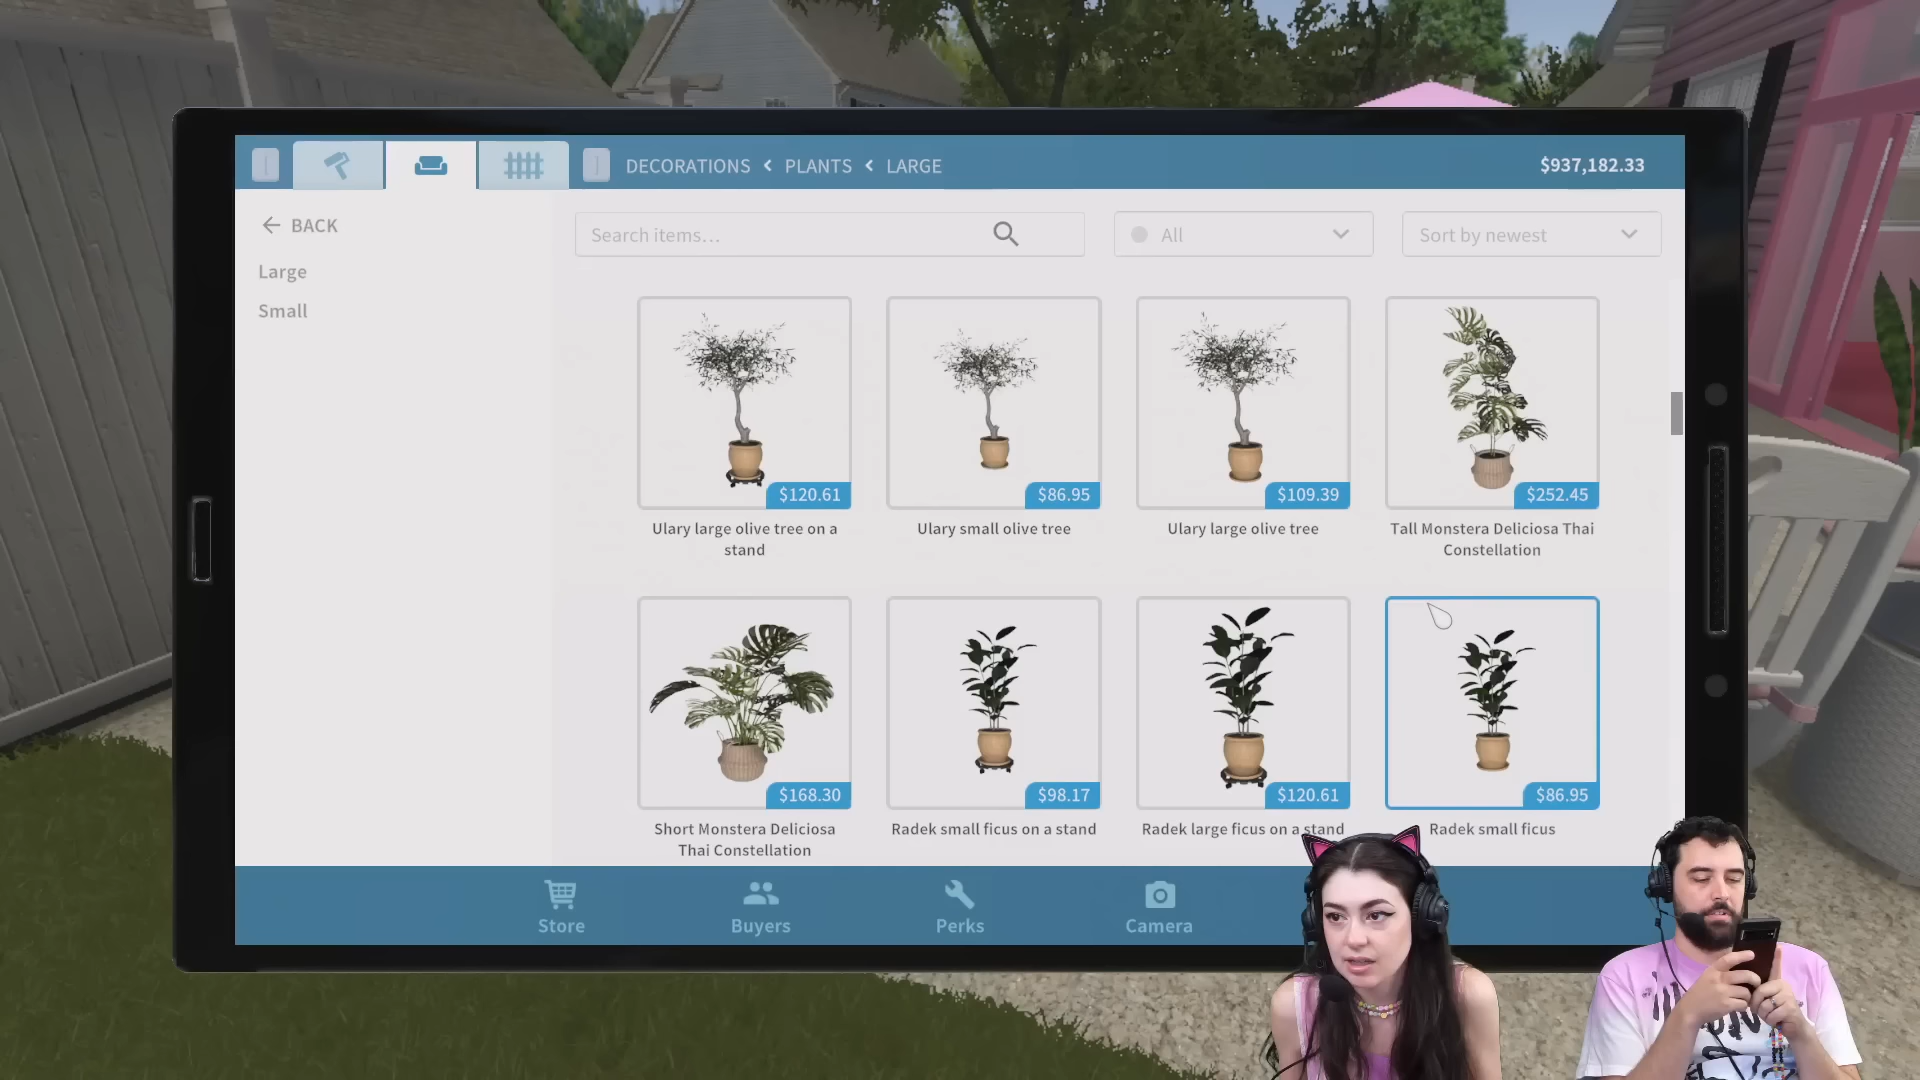 DECORATIONS < PLANTS < LARGE
$937,182.33
BACK
Large
Small
Search items...
All
Sort by newest
$120.61
$86.95
$109.39
$252.45
Ulary large olive tree on a
stand
Ulary small olive tree
Ulary large olive tree
Tall Monstera Deliciosa Thai
Constellation
$168.30
$98.17
$120.61
$86.95
Short Monstera Deliciosa
Thai Constellation
Radek small ficus on a stand
Radek large ficus on a stand
Radek small ficus
Store
Buyers
Perks
Camera